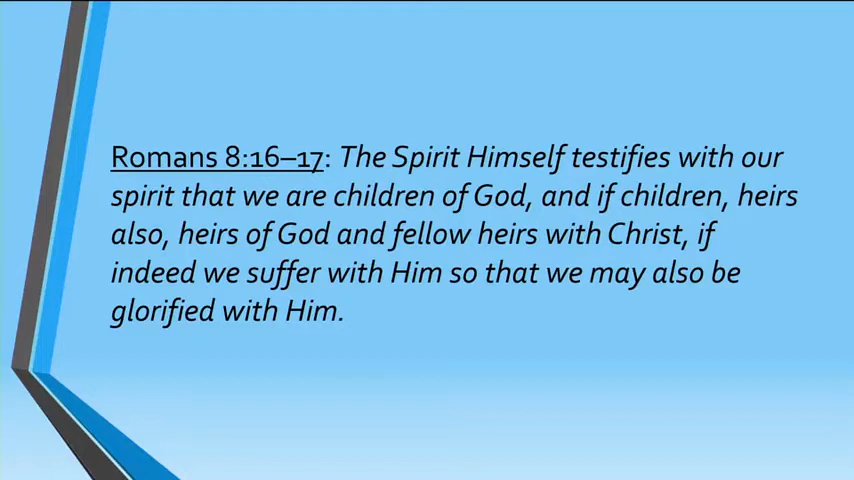 Romans 8:16–17: The Spirit Himself testifies with our
spirit that we are children of God, and if children, heirs
also, heirs of God and fellow heirs with Christ, if
indeed we suffer with Him so that we may also be
glorified with Him.